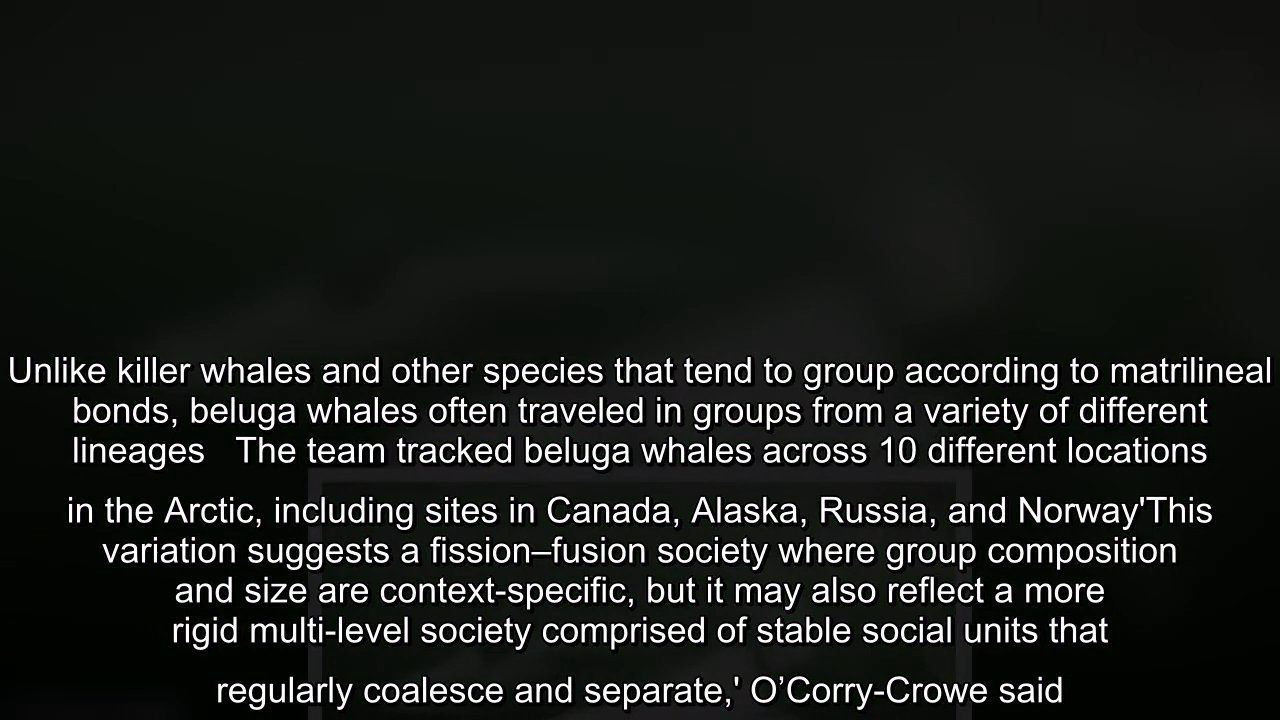 Unlike killer whales and other species that tend to group according to matrilineal
bonds, beluga whales often traveled in groups from a variety of different
lineages   The team tracked beluga whales across 10 different locations
in the Arctic, including sites in Canada, Alaska, Russia, and Norway'This
variation suggests a fission–fusion society where group composition
and size are context-specific, but it may also reflect a more
rigid multi-level society comprised of stable social units that
regularly coalesce and separate,' O’Corry-Crowe said